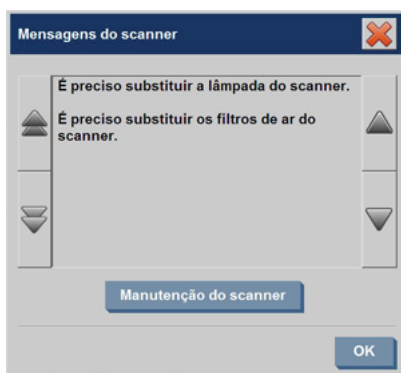 Mensagens do scanner
É preciso substituir a lâmpada do scanner.
É preciso substituir os filtros de ar do
scanner.
Manutenção do scanner
OK